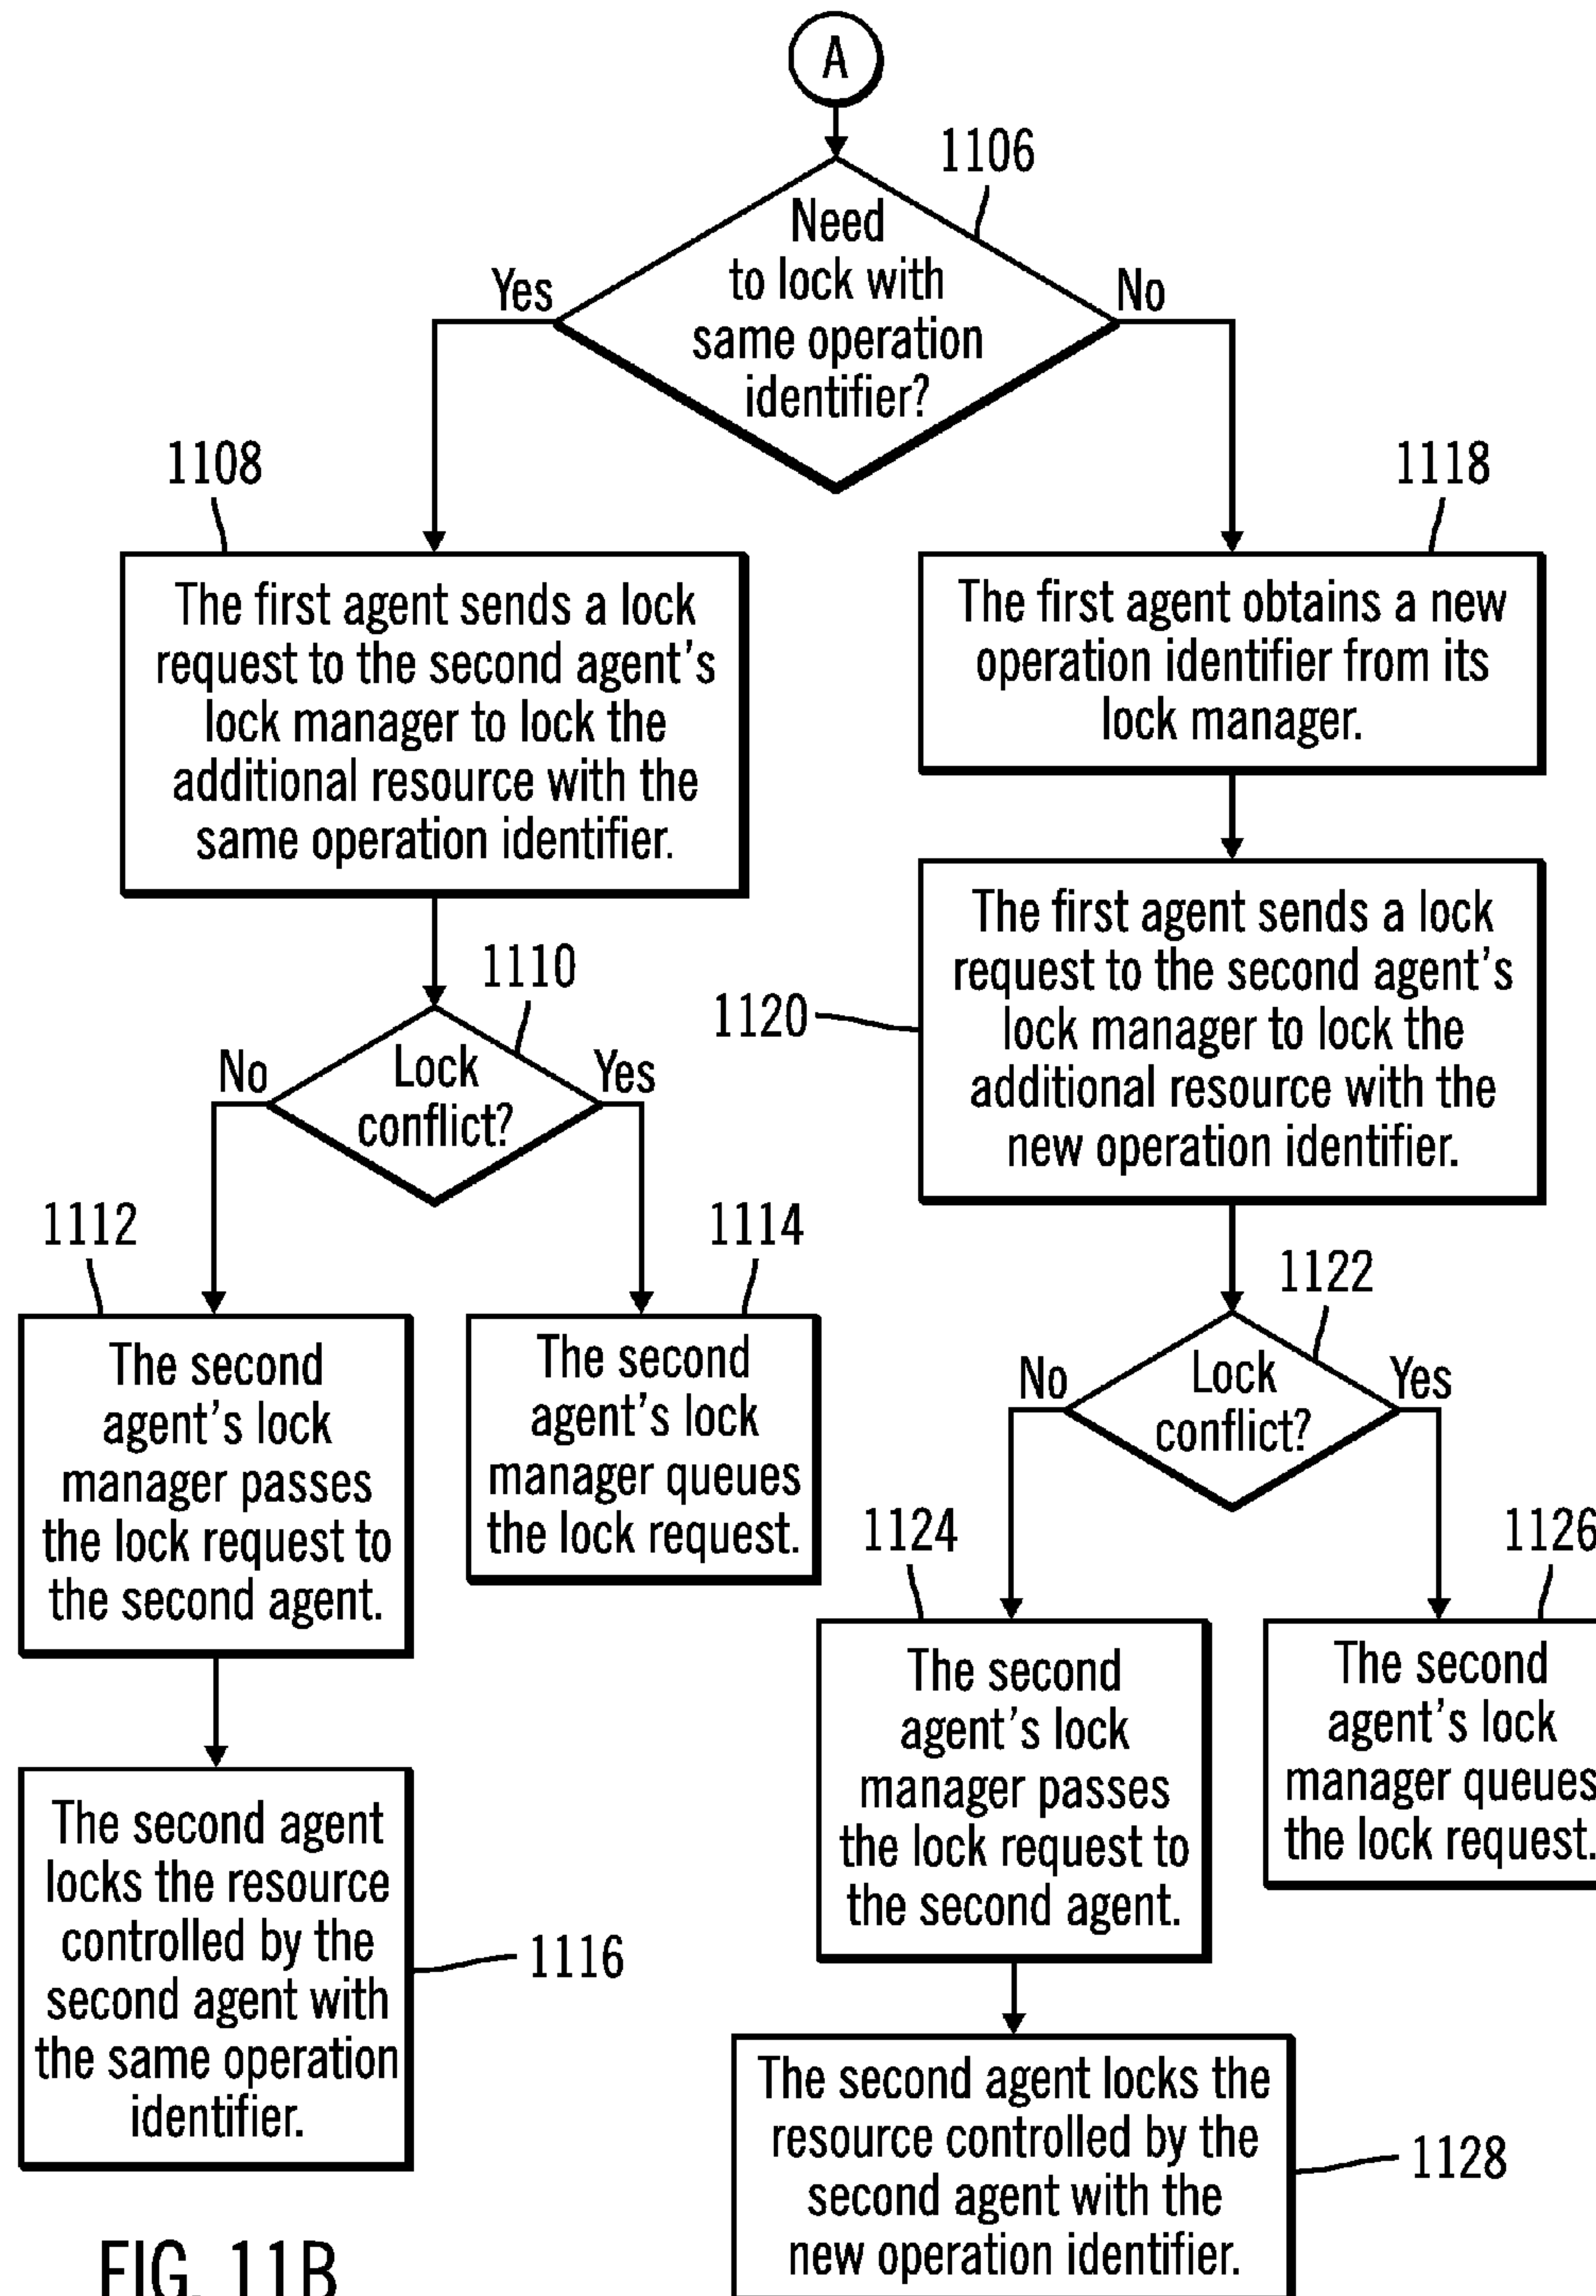 A
1106
Need
to lock with
same operation
identifier?
Yes
No
1108
The first agent sends a lock
request to the second agent's
lock manager to lock the
additional resource with the
same operation identifier.
1118
The first agent obtains a new
operation identifier from its
lock manager.
1110
Lock
conflict?
No
Yes
1120
The first agent sends a lock
request to the second agent's
lock manager to lock the
additional resource with the
new operation identifier.
1112
The second
agent's lock
manager passes
the lock request to
the second agent.
1114
The second
agent's lock
manager queues
the lock request.
1122
Lock
conflict?
No
Yes
1116
The second agent
locks the resource
controlled by the
second agent with
the same operation
identifier.
1124
The second
agent's lock
manager passes
the lock request to
the second agent.
1126
The second
agent's lock
manager queues
the lock request.
1128
The second agent locks the
resource controlled by the
second agent with the
new operation identifier.
FIG. 11B